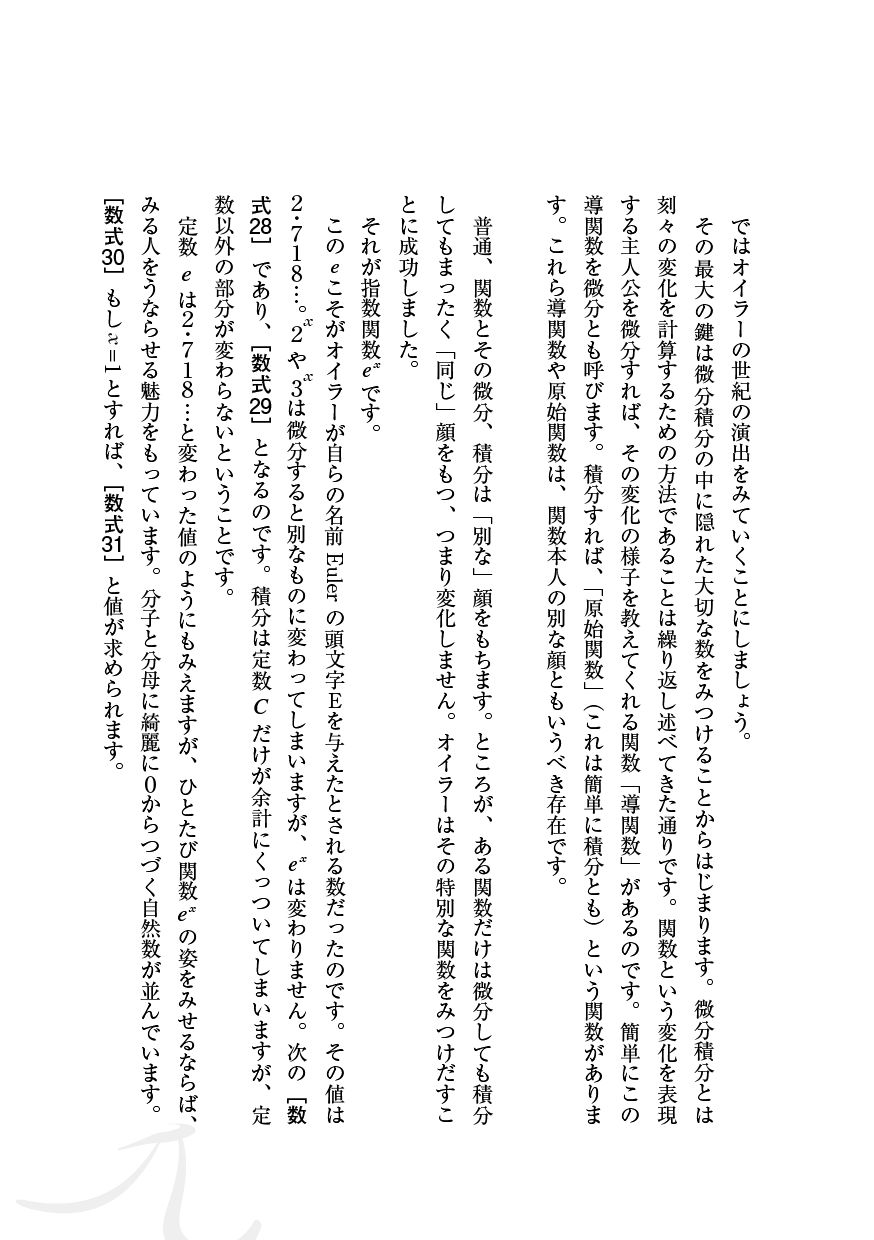 ではオイラーの世紀の演出をみていくことにしましょう。
その最大の鍵は微分積分の中に隠れた大切な数をみつけることからはじまります。微分積分とは
刻々の変化を計算するための方法であることは繰り返し述べてきた通りです。関数という変化を表現
する主人公を微分すれば、その変化の様子を教えてくれる関数「導関数」があるのです。簡単にこの
導関数を微分とも呼びます。積分すれば、「原始関数」（これは簡単に積分とも）という関数がありま
す。これら導関数や原始関数は、関数本人の別な顔ともいうべき存在です。
普通、関数とその微分、積分は「別な」顔をもちます。ところが、ある関数だけは微分しても積分
してもまったく「同じ」顔をもつ、つまり変化しません。オイラーはその特別な関数をみつけだすこ
とに成功しました。
それが指数関数eˣです。
このeこそがオイラーが自らの名前 Euler の頭文字Eを与えたとされる数だったのです。その値は
2・718…。2ˣや3ˣは微分すると別なものに変わってしまいますが、eˣは変わりません。次の［数
式28］であり、［数式29］となるのです。積分は定数Cだけが余計にくっついてしまいますが、定
数以外の部分が変わらないということです。
定数eは2・718…と変わった値のようにもみえますが、ひとたび関数eˣの姿をみせるならば、
みる人をうならせる魅力をもっています。分子と分母に綺麗に0からつづく自然数が並んでいます。
［数式30］もしx=1とすれば、［数式31］と値が求められます。